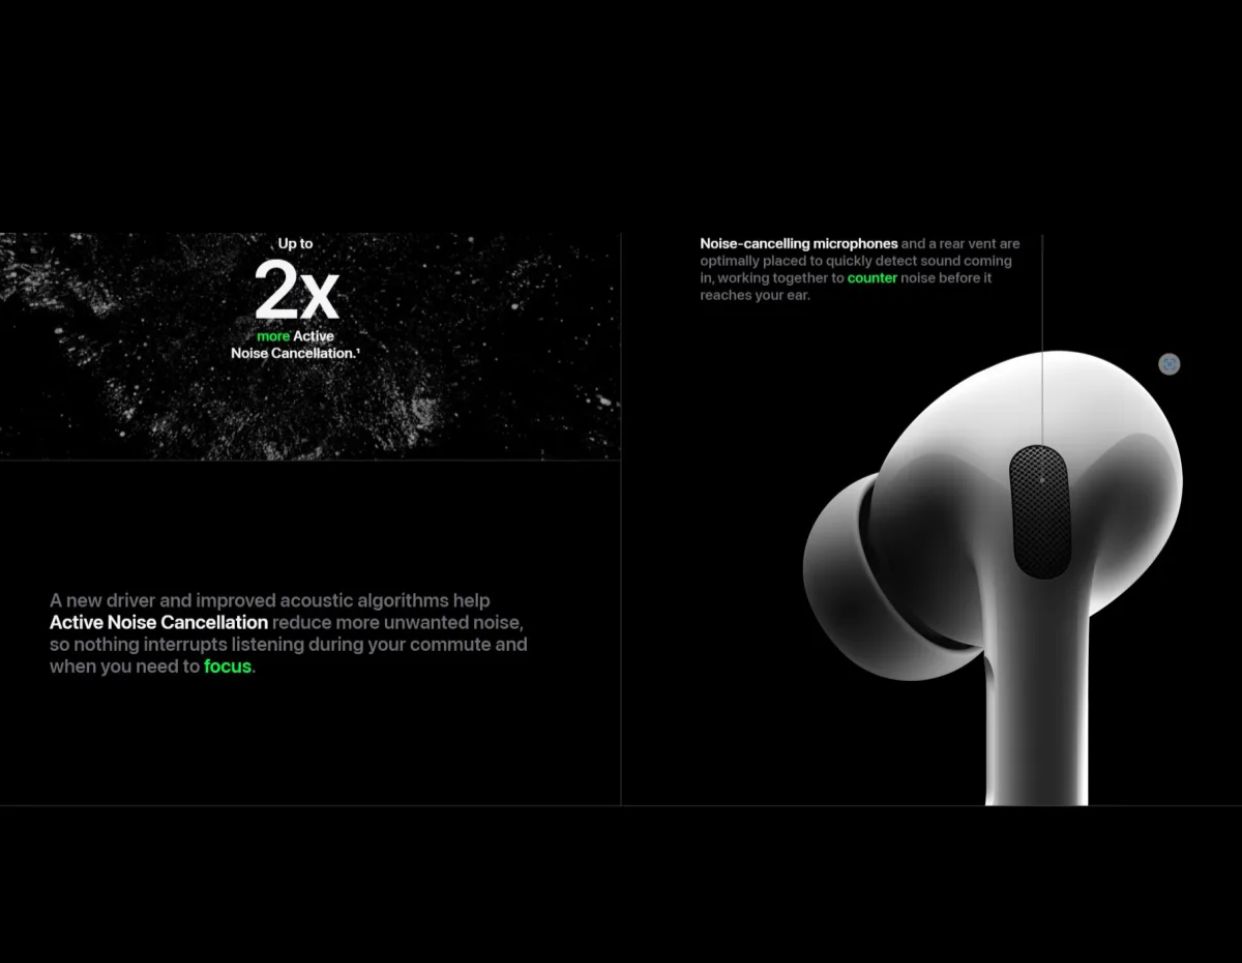 Up to
2x
more Active
Noise Cancellation.¹
A new driver and improved acoustic algorithms help
Active Noise Cancellation reduce more unwanted noise,
so nothing interrupts listening during your commute and
when you need to focus.
Noise-cancelling microphones and a rear vent are
optimally placed to quickly detect sound coming
in, working together to counter noise before it
reaches your ear.